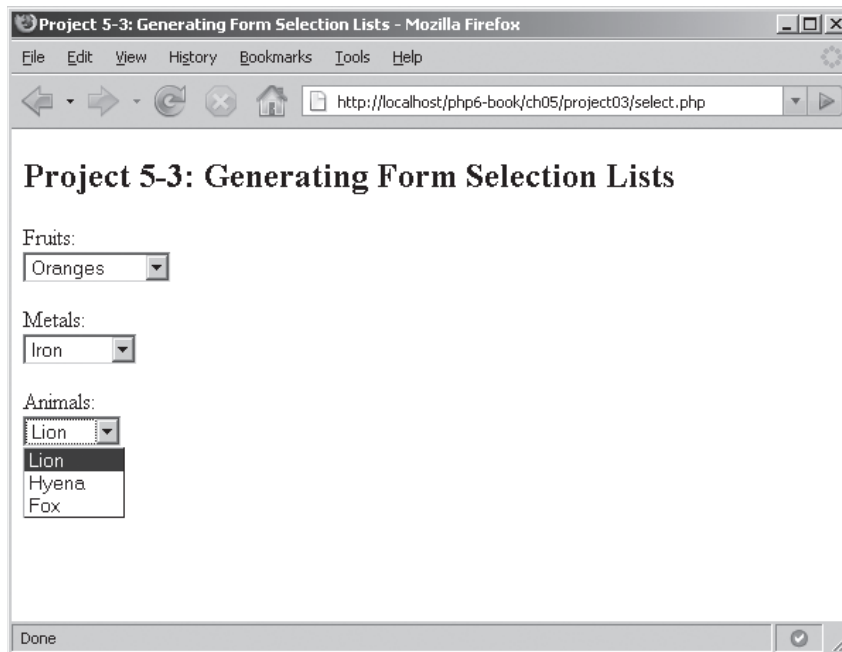 Project 5-3: Generating Form Selection Lists - Mozilla Firefox
File Edit View History Bookmarks Tools Help
http://localhost/php6-book/ch05/project03/select.php
Project 5-3: Generating Form Selection Lists
Fruits:
Oranges
Metals:
Iron
Animals:
Lion
Lion
Hyena
Fox
Done